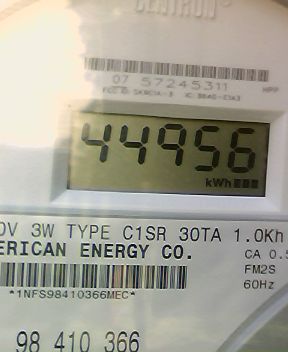 CENTRON
07 57245311
HPP
44956
kWh
0V 3W TYPE C1SR 30TA 1.0Kh
ERICAN ENERGY CO.
CA 0.5
FM2S
*1NFS98410366MEC*
60Hz
98 410 366